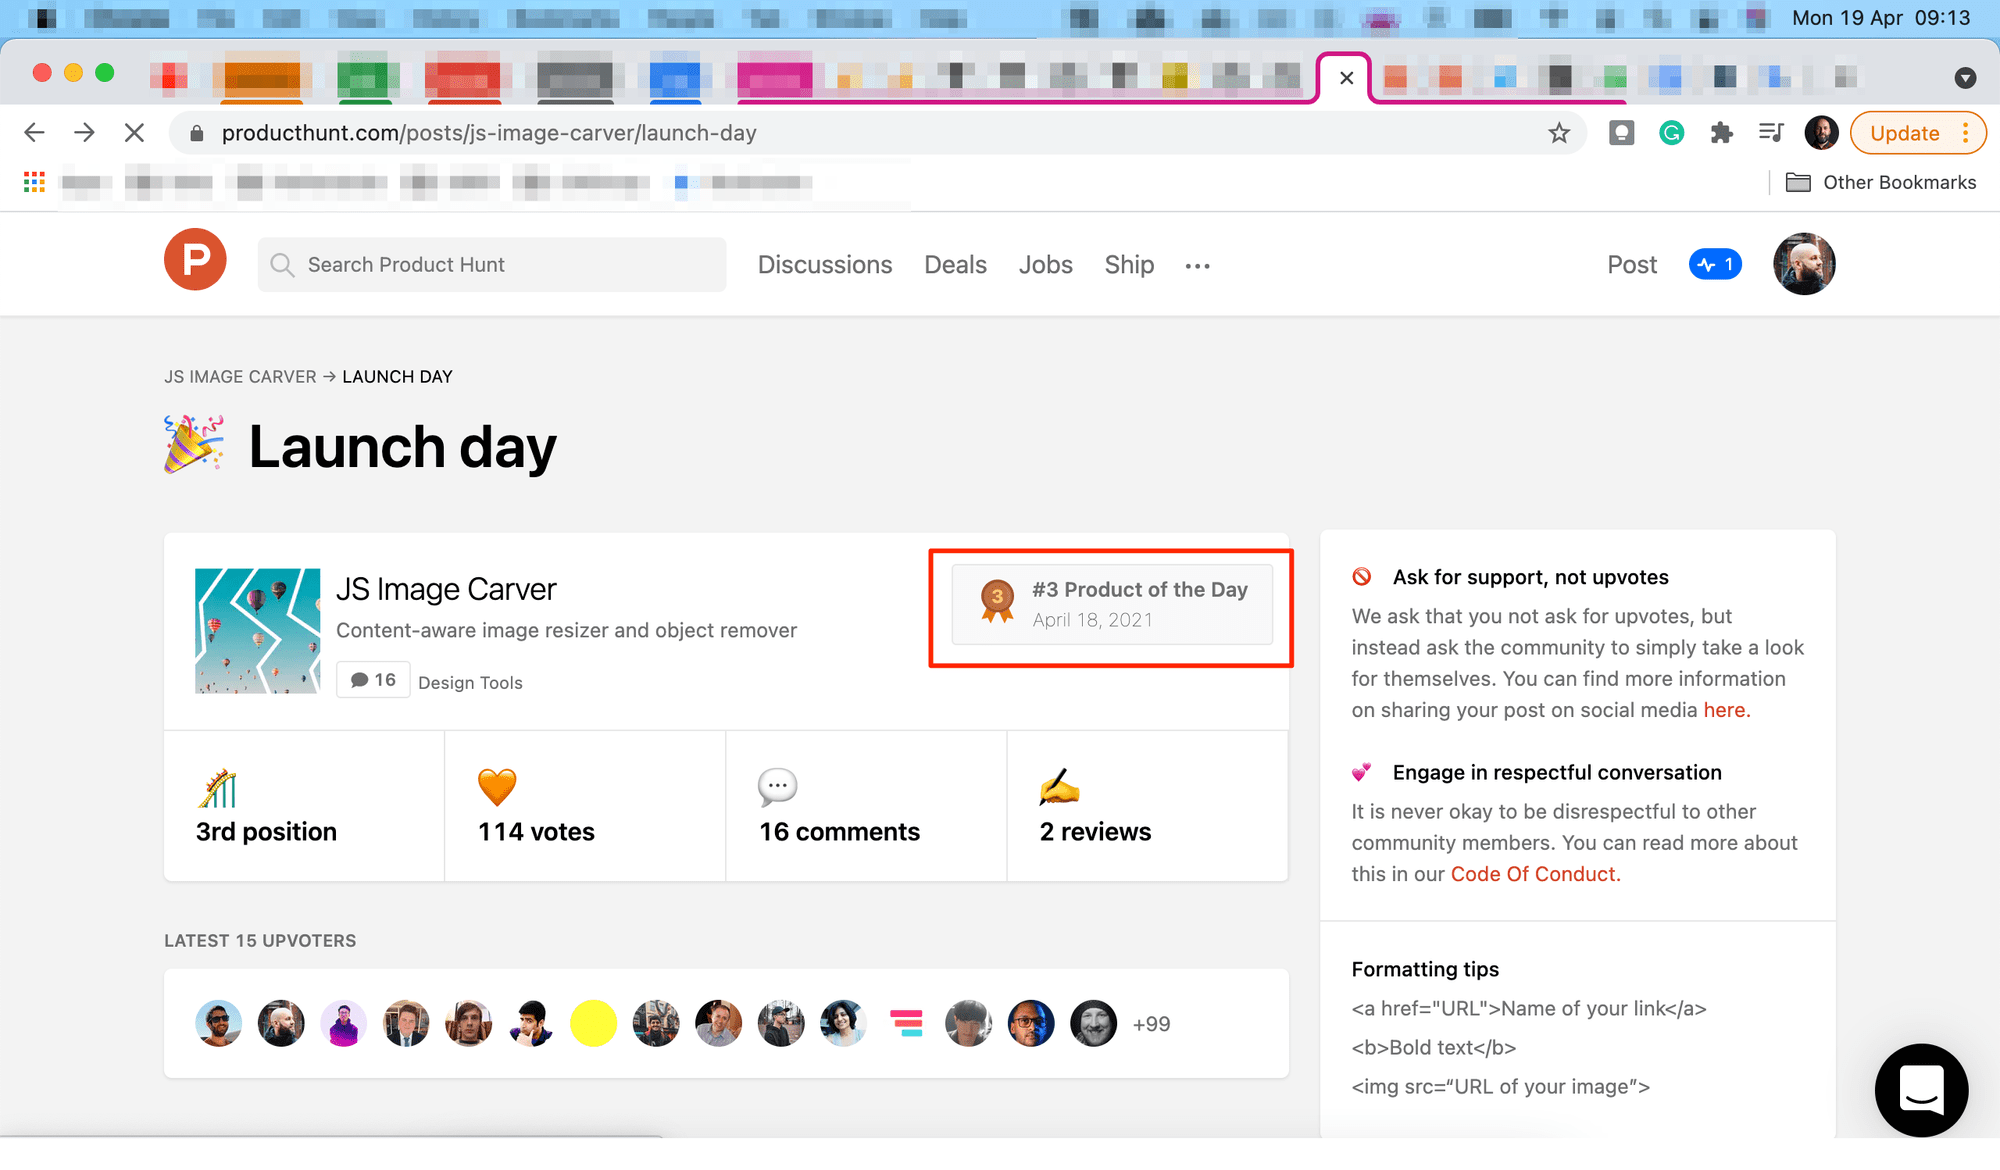 Mon 19 Apr 09:13
producthunt.com/posts/js-image-carver/launch-day
Update
Other Bookmarks
P
Search Product Hunt
Discussions
Deals
Jobs
Ship
Post
1
JS IMAGE CARVER → LAUNCH DAY
Launch day
JS Image Carver
Content-aware image resizer and object remover
16
Design Tools
3
#3 Product of the Day
April 18, 2021
3rd position
114 votes
16 comments
2 reviews
LATEST 15 UPVOTERS
+99
Ask for support, not upvotes
We ask that you not ask for upvotes, but
instead ask the community to simply take a look
for themselves. You can find more information
on sharing your post on social media here.
Engage in respectful conversation
It is never okay to be disrespectful to other
community members. You can read more about
this in our Code Of Conduct.
Formatting tips
<a href="URL">Name of your link</a>
<b>Bold text</b>
<img src=“URL of your image”>